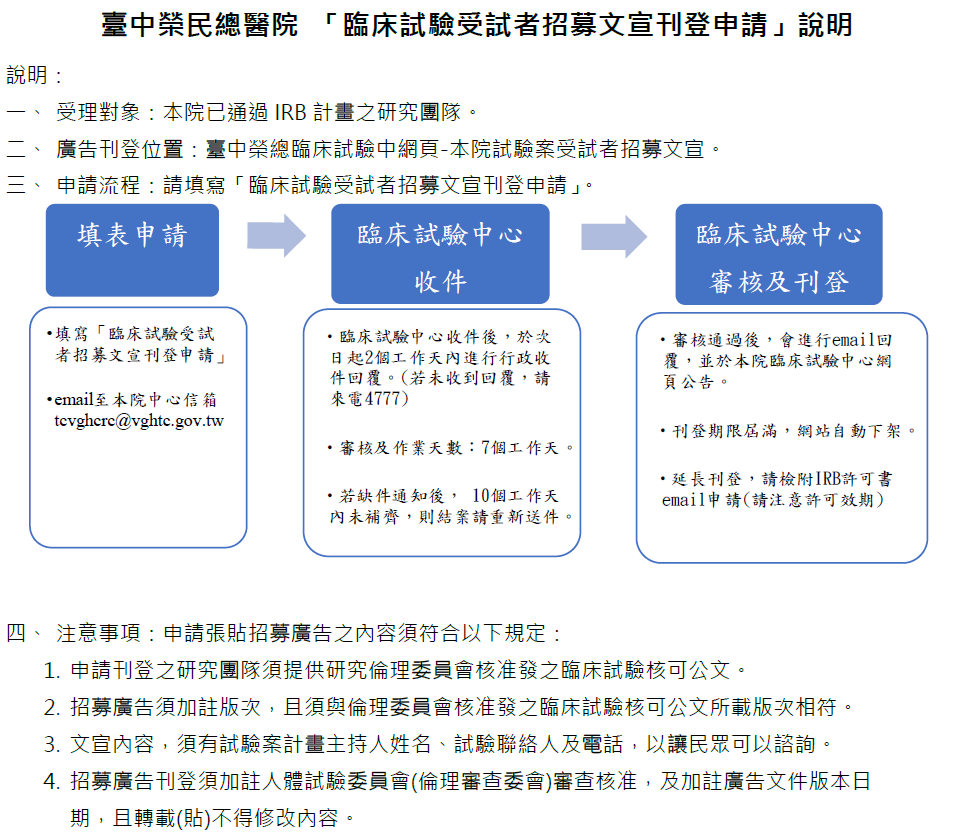 臺中榮民總醫院 「臨床試驗受試者招募文宣刊登申請」說明
說明：
一、 受理對象：本院已通過 IRB 計畫之研究團隊。
二、 廣告刊登位置：臺中榮總臨床試驗中網頁-本院試驗案受試者招募文宣。
三、 申請流程：請填寫「臨床試驗受試者招募文宣刊登申請」。
填表申請
•填寫「臨床試驗受試
者招募文宣刊登申請」
•email至本院中心信箱
tcvghcrc@vghtc.gov.tw
臨床試驗中心
收件
•臨床試驗中心收件後，於次
日起2個工作天內進行行政收
件回覆。(若未收到回覆，請
來電4777)
•審核及作業天數：7個工作天。
•若缺件通知後， 10個工作天
內未補齊，則結案請重新送件。
臨床試驗中心
審核及刊登
•審核通過後，會進行email回
覆，並於本院臨床試驗中心網
頁公告。
•刊登期限屆滿，網站自動下架。
•延長刊登，請檢附IRB許可書
email申請(請注意許可效期)
四、 注意事項：申請張貼招募廣告之內容須符合以下規定：
1. 申請刊登之研究團隊須提供研究倫理委員會核准發之臨床試驗核可公文。
2. 招募廣告須加註版次，且須與倫理委員會核准發之臨床試驗核可公文所載版次相符。
3. 文宣內容，須有試驗案計畫主持人姓名、試驗聯絡人及電話，以讓民眾可以諮詢。
4. 招募廣告刊登須加註人體試驗委員會(倫理審查委會)審查核准，及加註廣告文件版本日
期，且轉載(貼)不得修改內容。